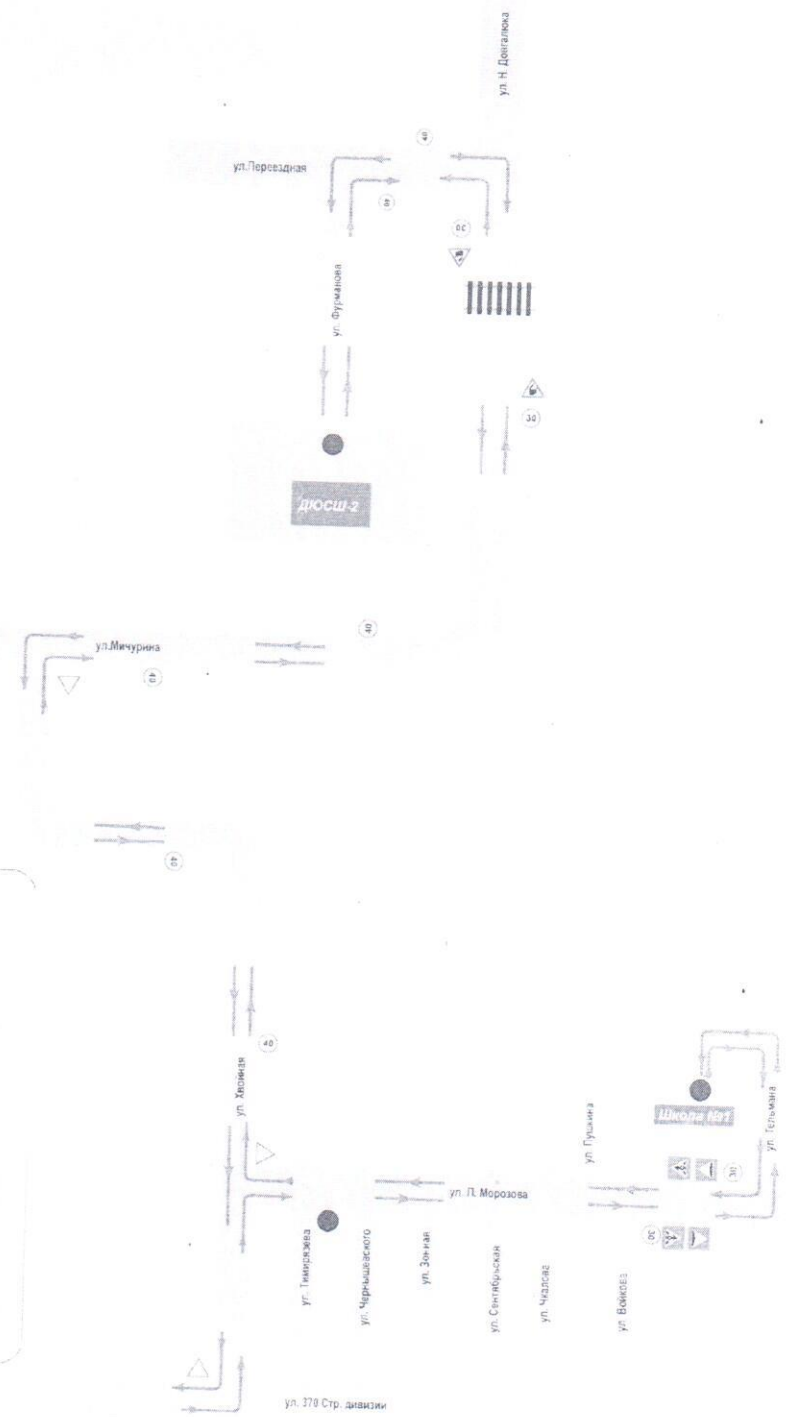 ул. Н. Довгалюка
40
ул.Переездная
40
30
ул. Фурманова
30
ДЮСШ-2
40
ул.Мичурина
40
40
40
ул. Хвойная
Школа №1
ул. Пушкина
ул. Тельмана
30
ул. П. Морозова
30
ул. Тимирязева
ул. Чернышевского
ул. Зонная
ул. Сентябрьская
ул. Чкалова
ул. Войкова
ул. 370 Стр. дивизии